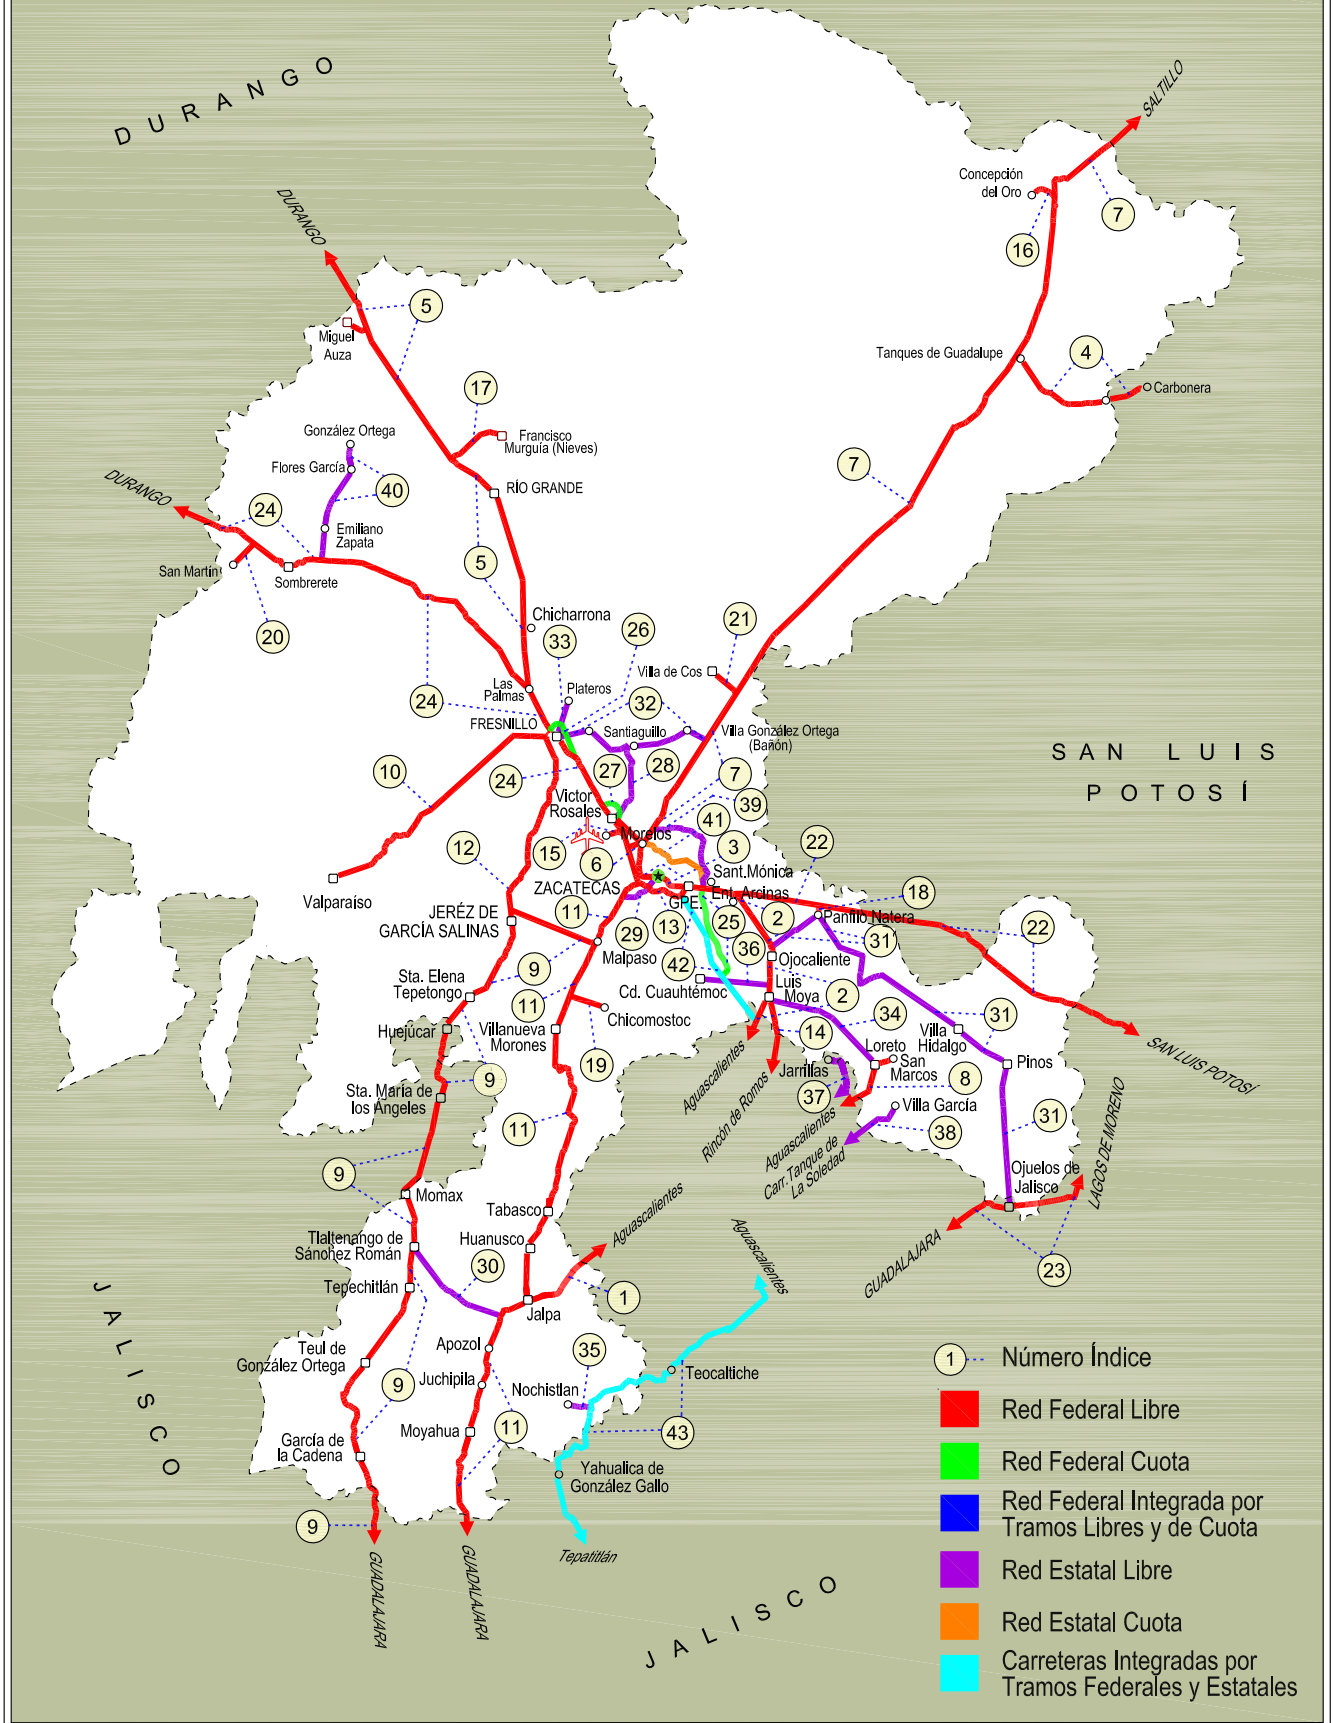 DURANGO
SALTILLO
Concepción
del Oro
7
16
DURANGO
5
Miguel
Auza
Tanques de Guadalupe
4
Carbonera
17
Francisco
Murguía (Nieves)
González Ortega
Flores García
40
7
RÍO GRANDE
DURANGO
24
Emiliano
Zapata
San Martín
Sombrerete
5
20
Chicharrona
33
26
21
Villa de Cos
Las
Palmas
Plateros
24
32
FRESNILLO
Santiaguillo
Villa González Ortega
(Bañón)
SAN LUIS
POTOSÍ
10
24
27
28
7
39
Victor
Rosales
Morelos
41
15
6
3
22
12
Sant.Mónica
ZACATECAS
Ent. Arcinas
18
Valparaíso
GPE.
Panfilo Natera
JERÉZ DE
GARCÍA SALINAS
11
29
13
25
2
31
22
Malpaso
36
9
42
Ojocaliente
Sta. Elena
Tepetongo
Cd. Cuauhtémoc
Luis
Moya
2
11
Chicomostoc
Huejúcar
Villanueva
Morones
14
34
31
Villa
Hidalgo
SAN LUIS POTOSÍ
Loreto
San
Marcos
Pinos
19
Jarrillas
8
9
Sta. María de
los Angeles
Aguascalientes
Rincón de Romos
37
Aguascalientes
Villa García
38
31
11
Carr.Tanque de
La Soledad
LAGOS DE MORENO
9
Momax
Ojuelos de
Jalisco
Tabasco
Aguascalientes
Aguascalientes
Tlaltenango de
Sánchez Román
Huanusco
GUADALAJARA
23
30
Tepechitlán
1
Jalpa
JALISCO
Teul de
González Ortega
Apozol
35
1
Número Índice
9
Juchipila
Nochistlan
Teocaltiche
Red Federal Libre
11
Moyahua
43
García de
la Cadena
Yahualica de
González Gallo
Red Federal Cuota
Red Federal Integrada por
Tramos Libres y de Cuota
9
GUADALAJARA
GUADALAJARA
Tepatitlán
Red Estatal Libre
JALISCO
Red Estatal Cuota
Carreteras Integradas por
Tramos Federales y Estatales